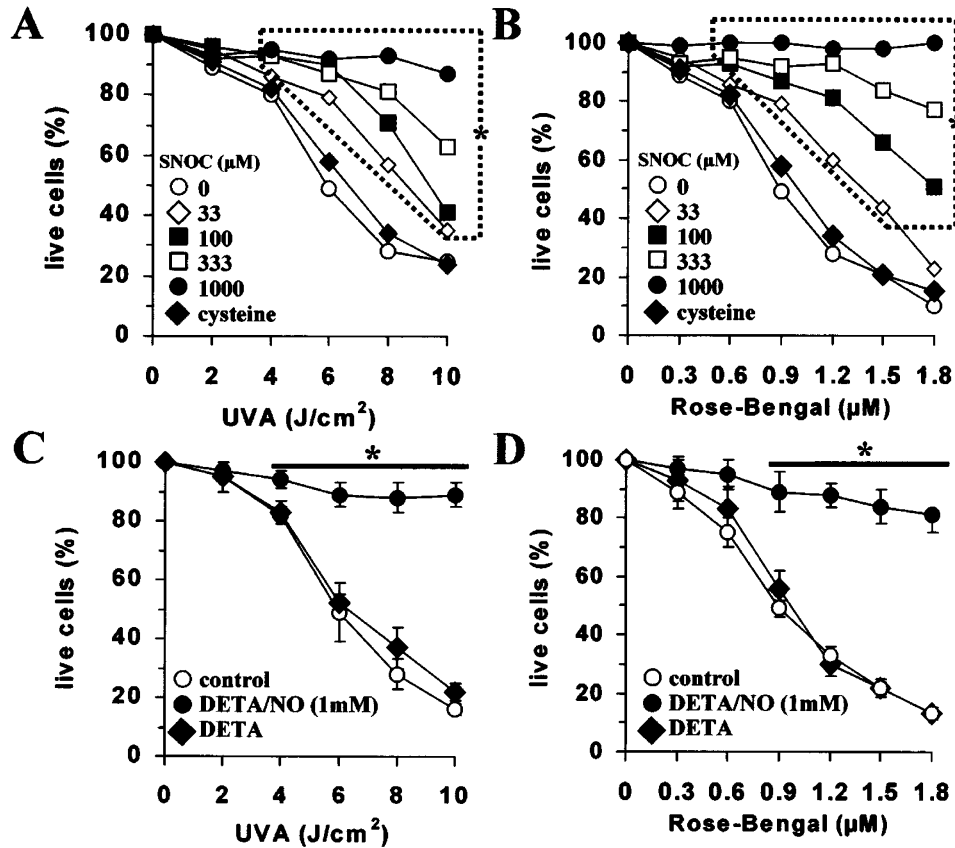 A
live cells (%)
100
80
60
40
20
0
SNOC (µM)
0
33
100
333
1000
cysteine
*
0 2 4 6 8 10
UVA (J/cm²)
B
live cells (%)
100
80
60
40
20
0
SNOC (µM)
0
33
100
333
1000
cysteine
*
0 0.3 0.6 0.9 1.2 1.5 1.8
Rose-Bengal (µM)
C
live cells (%)
100
80
60
40
20
0
*
control
DETA/NO (1mM)
DETA
0 2 4 6 8 10
UVA (J/cm²)
D
live cells (%)
100
80
60
40
20
0
*
control
DETA/NO (1mM)
DETA
0 0.3 0.6 0.9 1.2 1.5 1.8
Rose-Bengal (µM)